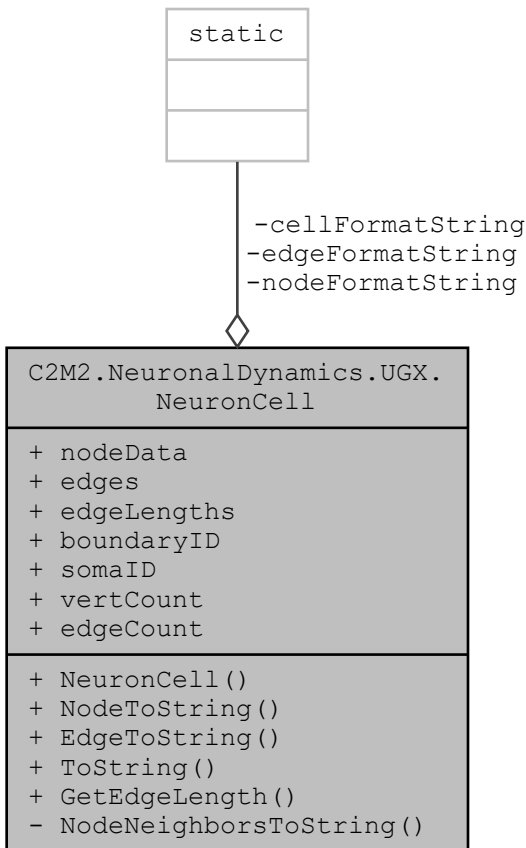 static
-cellFormatString
-edgeFormatString
-nodeFormatString
C2M2.NeuronalDynamics.UGX.
NeuronCell
+ nodeData
+ edges
+ edgeLengths
+ boundaryID
+ somaID
+ vertCount
+ edgeCount
+ NeuronCell()
+ NodeToString()
+ EdgeToString()
+ ToString()
+ GetEdgeLength()
- NodeNeighborsToString()